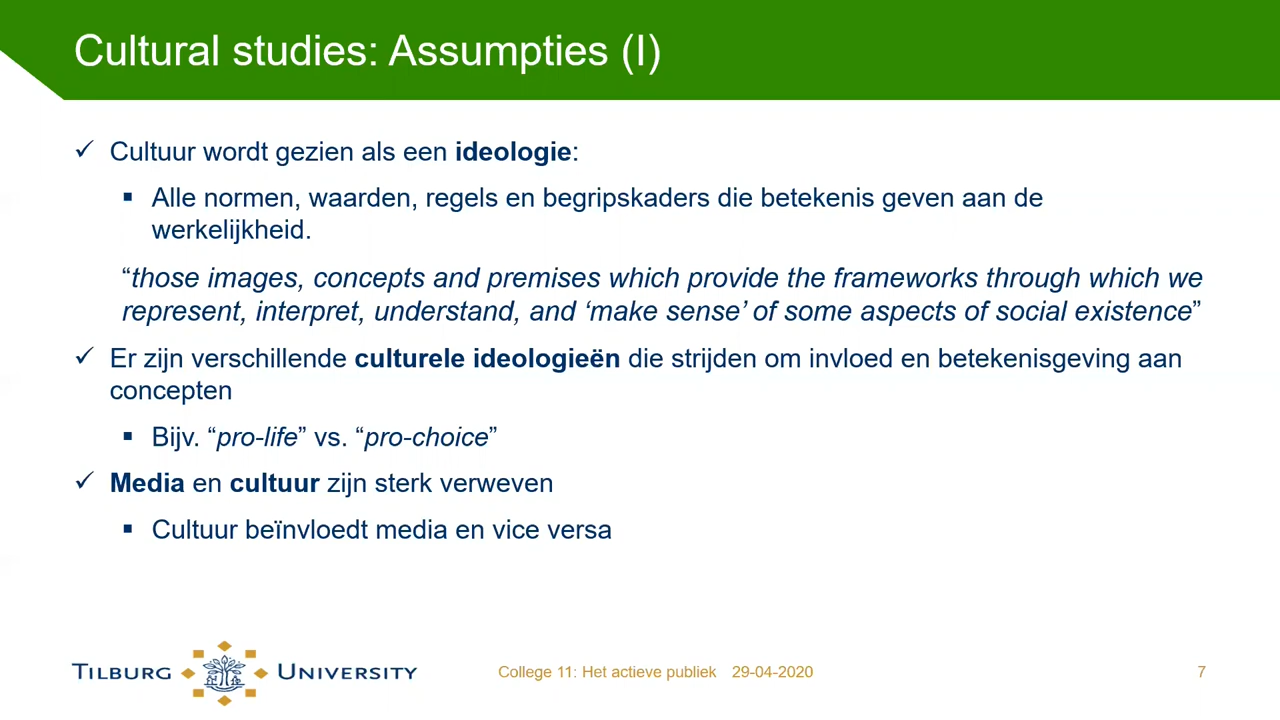 Cultural studies: Assumpties (I)
✓ Cultuur wordt gezien als een ideologie:
▪ Alle normen, waarden, regels en begripskaders die betekenis geven aan de
werkelijkheid.
“those images, concepts and premises which provide the frameworks through which we
represent, interpret, understand, and ‘make sense’ of some aspects of social existence”
✓ Er zijn verschillende culturele ideologieën die strijden om invloed en betekenisgeving aan
concepten
▪ Bijv. “pro-life” vs. “pro-choice”
✓ Media en cultuur zijn sterk verweven
▪ Cultuur beïnvloedt media en vice versa
TILBURG UNIVERSITY
College 11: Het actieve publiek 29-04-2020
7